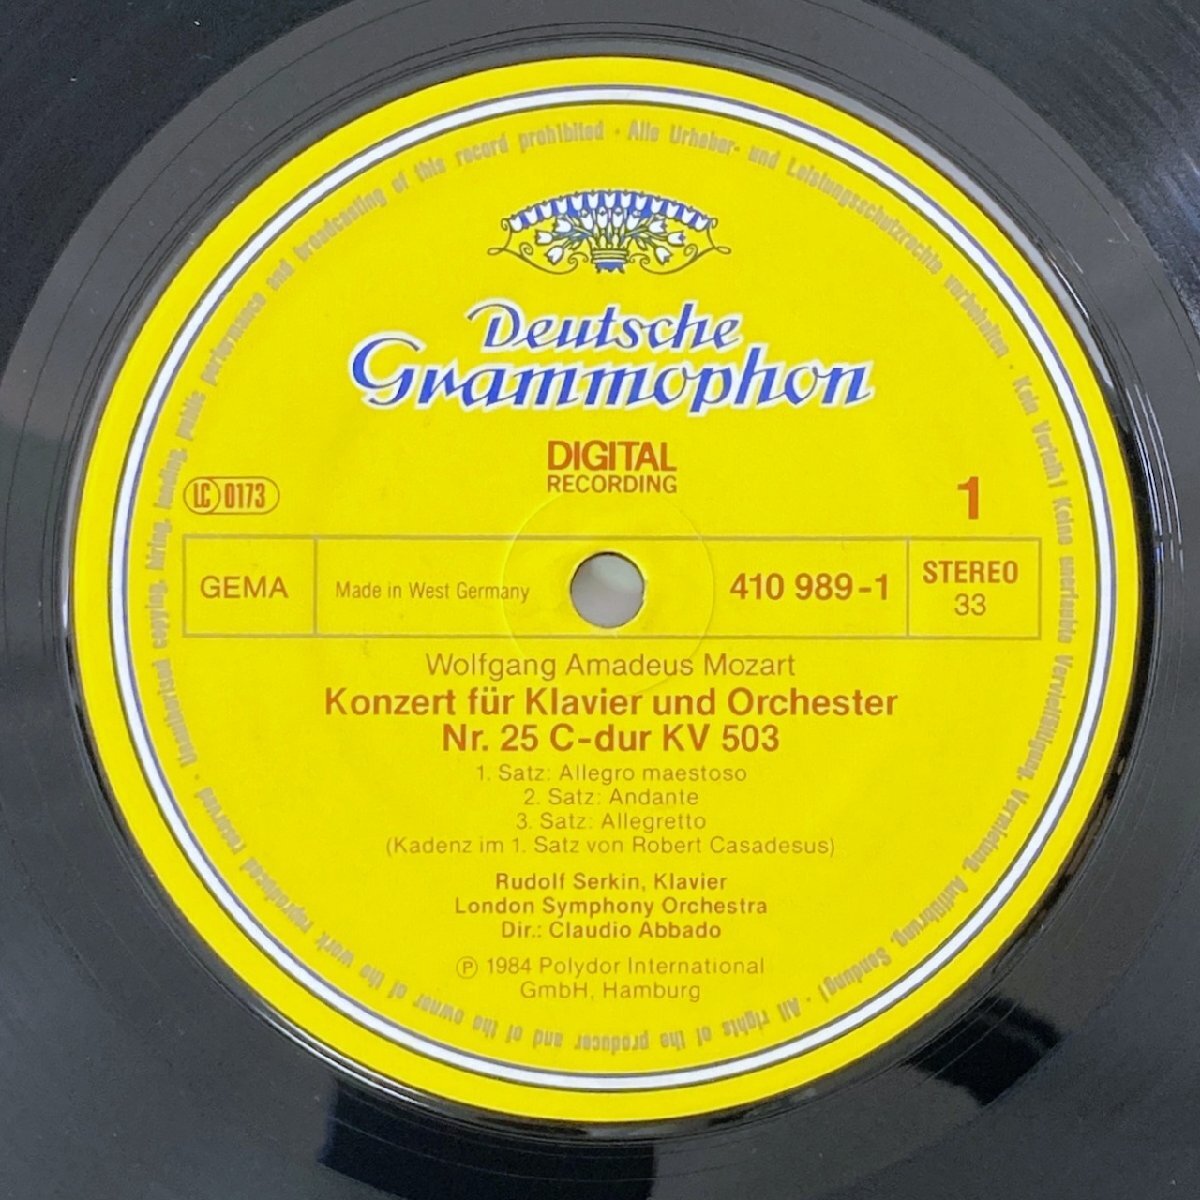 Deutsche
Grammophon
DIGITAL
RECORDING
LC 0173
1
GEMA
Made in West Germany
410 989-1
STEREO
33
Wolfgang Amadeus Mozart
Konzert für Klavier und Orchester
Nr. 25 C-dur KV 503
1. Satz: Allegro maestoso
2. Satz: Andante
3. Satz: Allegretto
(Kadenz im 1. Satz von Robert Casadesus)
Rudolf Serkin, Klavier
London Symphony Orchestra
Dir.: Claudio Abbado
Ⓟ 1984 Polydor International
GmbH, Hamburg
Alle Urheber- und Leistungsschutzrechte vorbehalten · Kein Verleih! Keine unerlaubte Vervielfältigung, Vermietung, Aufführung, Sendung! · All rights of the producer and of the owner of the work reproduced reserved · Unauthorized copying, hiring, lending, public performance and broadcasting of this record prohibited ·